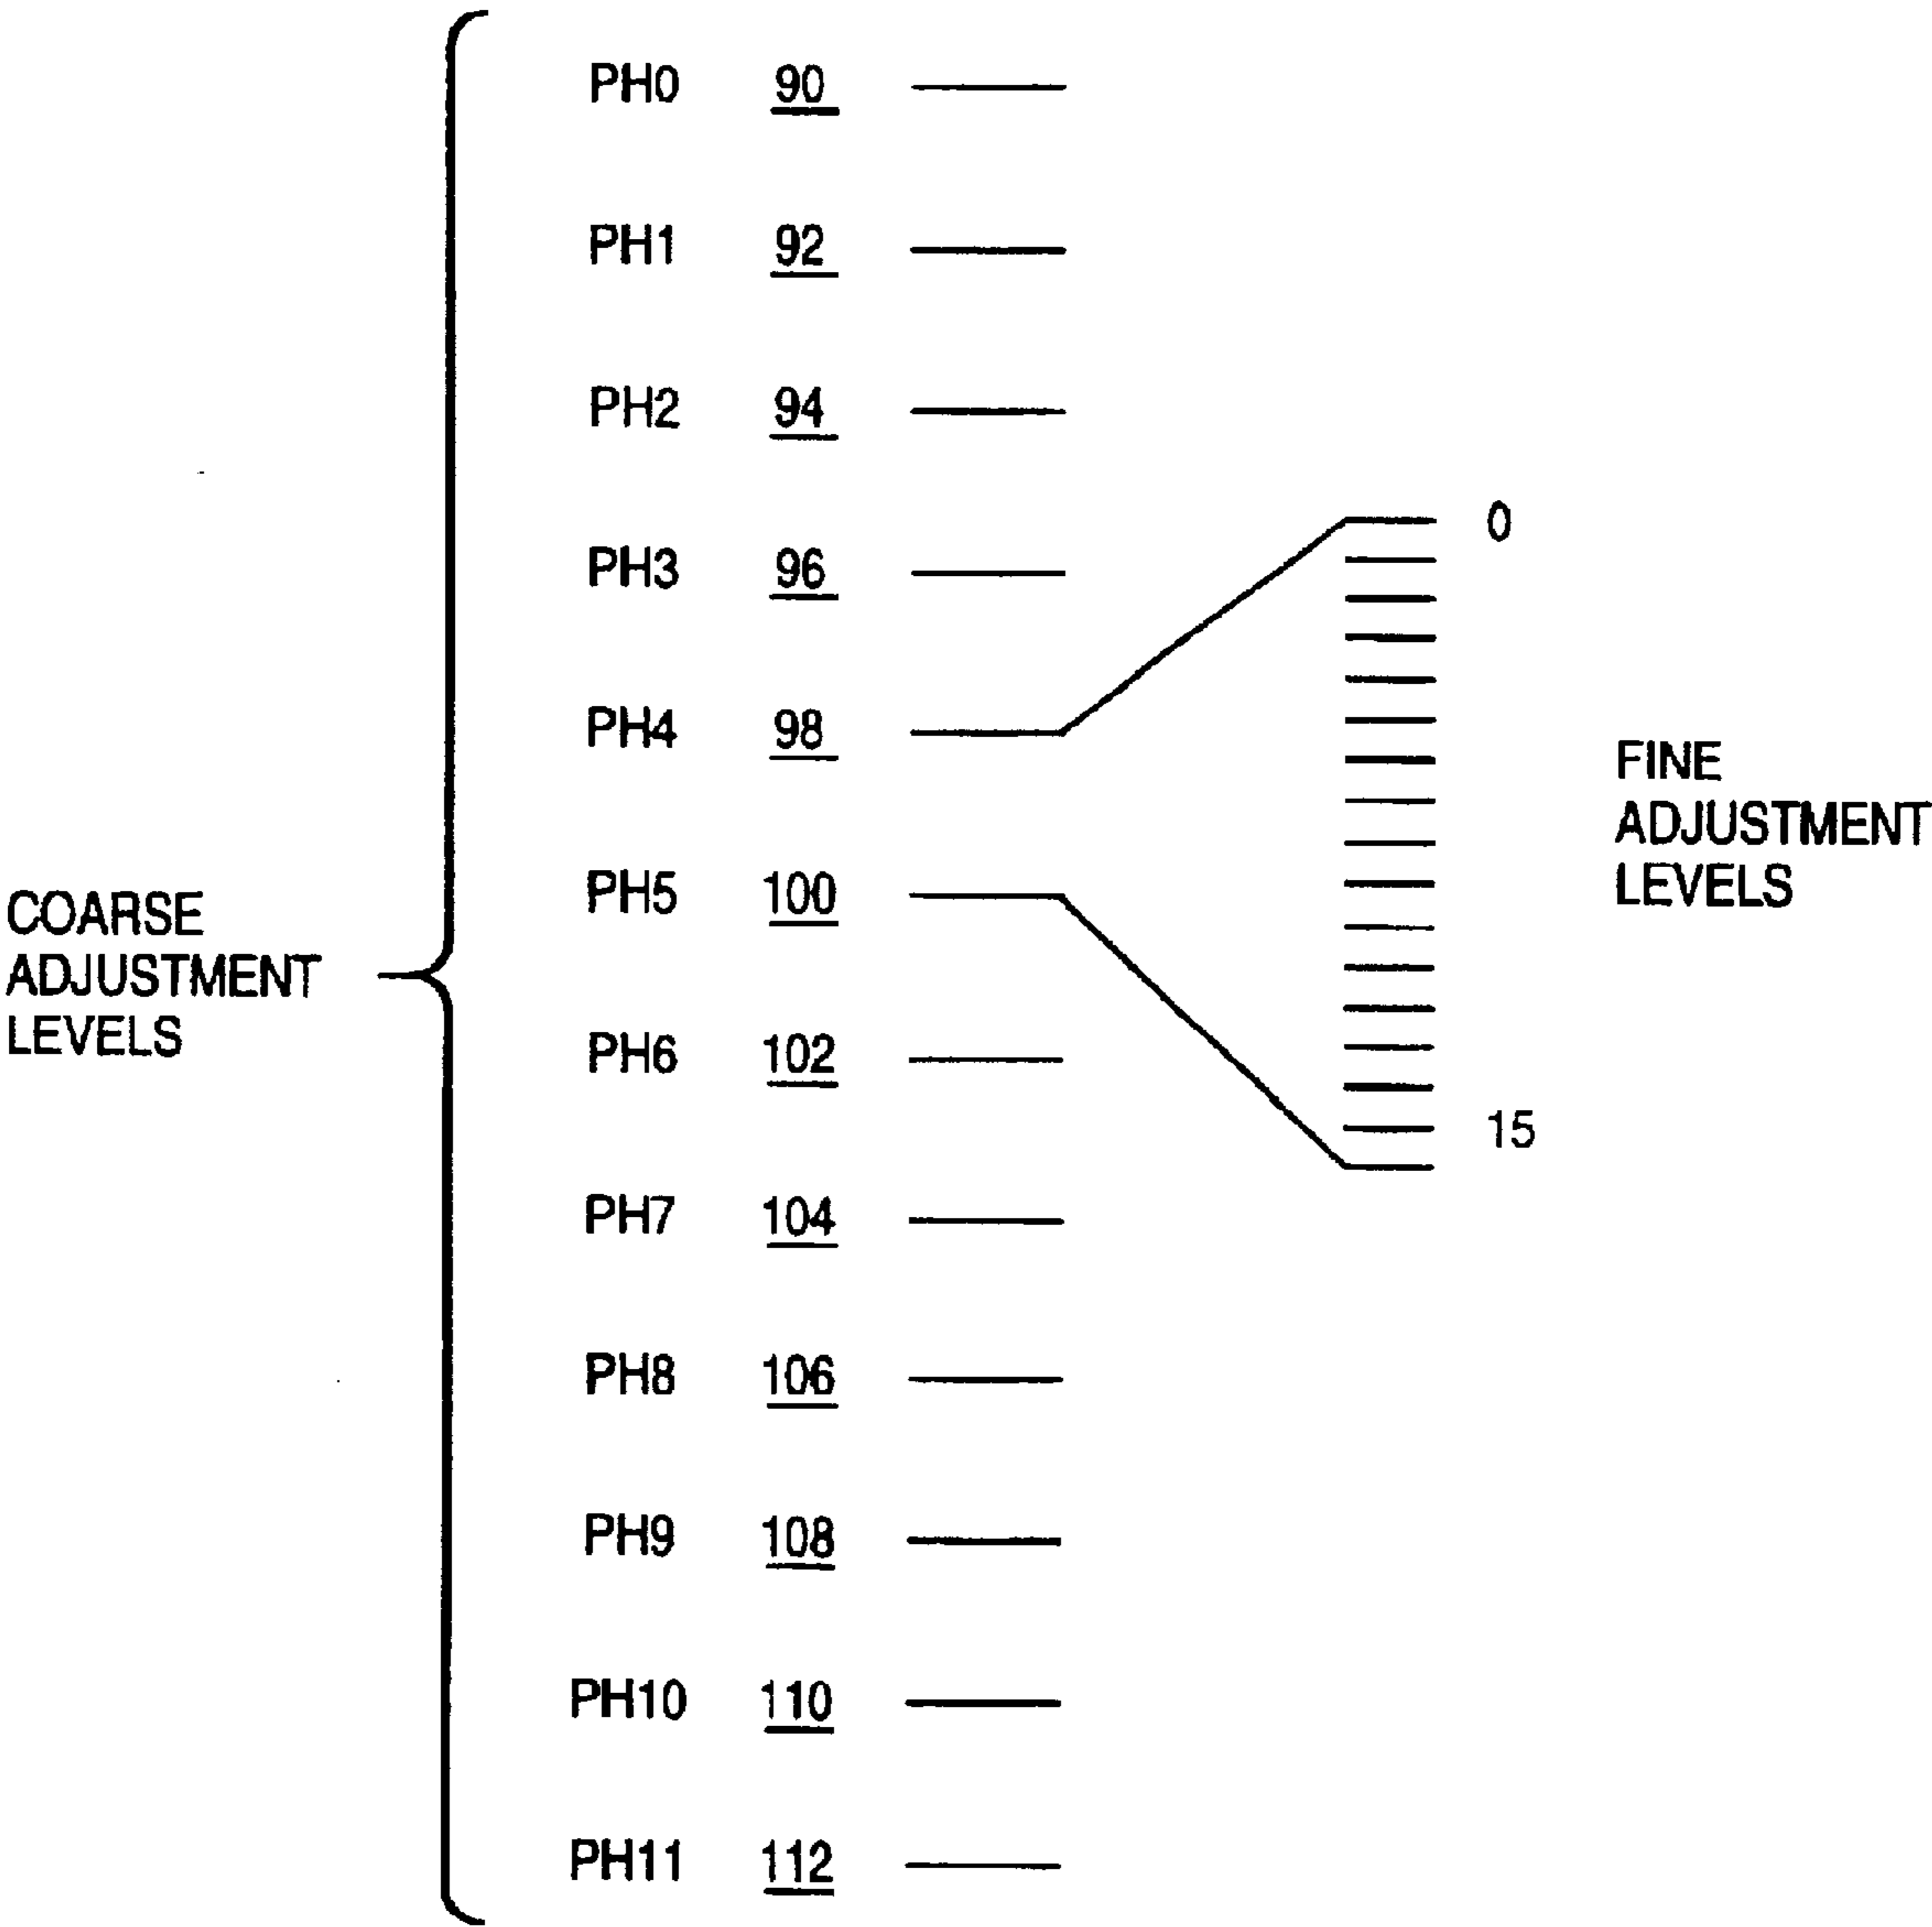 PH0 90
PH1 92
PH2 94
PH3 96
PH4 98
PH5 100
PH6 102
PH7 104
PH8 106
PH9 108
PH10 110
PH11 112
COARSE
ADJUSTMENT
LEVELS
0
15
FINE
ADJUSTMENT
LEVELS